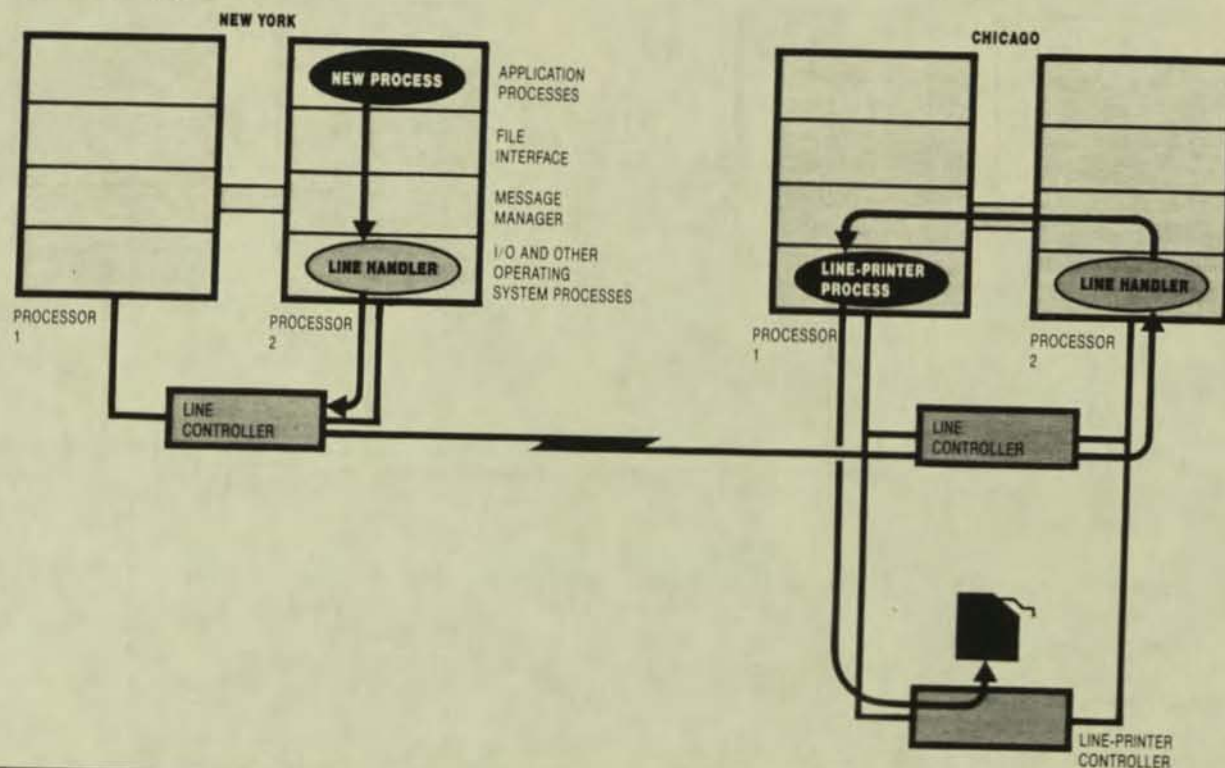 NEW YORK
NEW PROCESS
APPLICATION
PROCESSES
FILE
INTERFACE
MESSAGE
MANAGER
LINE HANDLER
I/O AND OTHER
OPERATING
SYSTEM PROCESSES
PROCESSOR
1
PROCESSOR
2
LINE
CONTROLLER
CHICAGO
LINE-PRINTER
PROCESS
LINE HANDLER
PROCESSOR
1
PROCESSOR
2
LINE
CONTROLLER
LINE-PRINTER
CONTROLLER